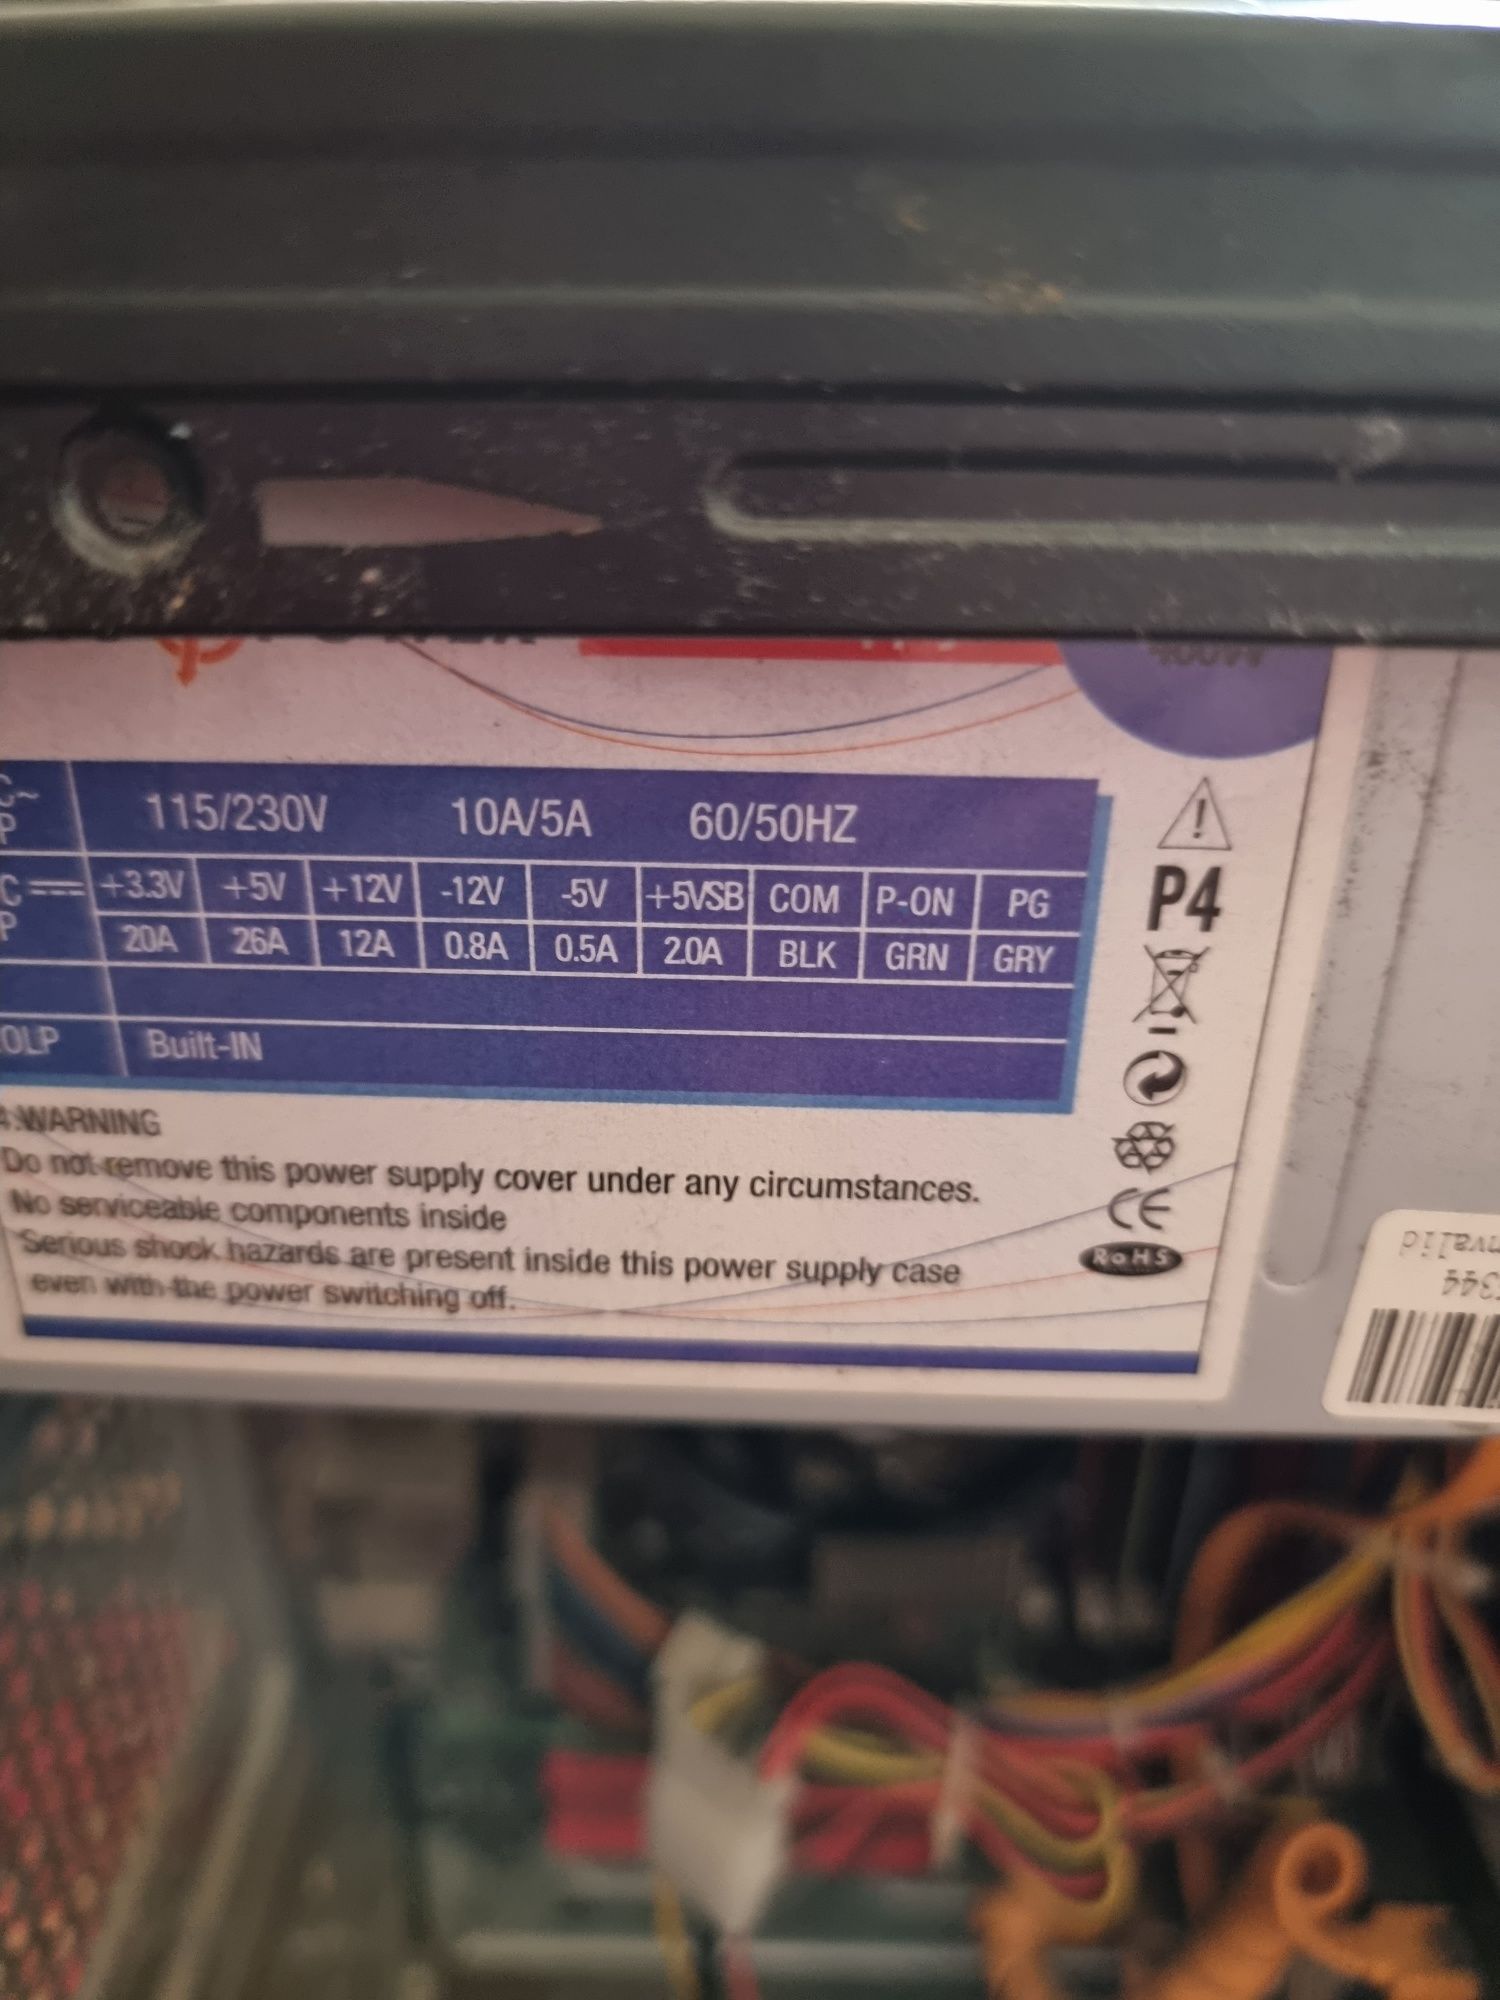 400W
115/230V 10A/5A 60/50HZ
+3.3V +5V +12V -12V -5V +5VSB COM P-ON PG
20A 26A 12A 0.8A 0.5A 2.0A BLK GRN GRY
OLP Built-IN
P4
WARNING
Do not remove this power supply cover under any circumstances.
No serviceable components inside
Serious shock hazards are present inside this power supply case
even with the power switching off.
CE
RoHS